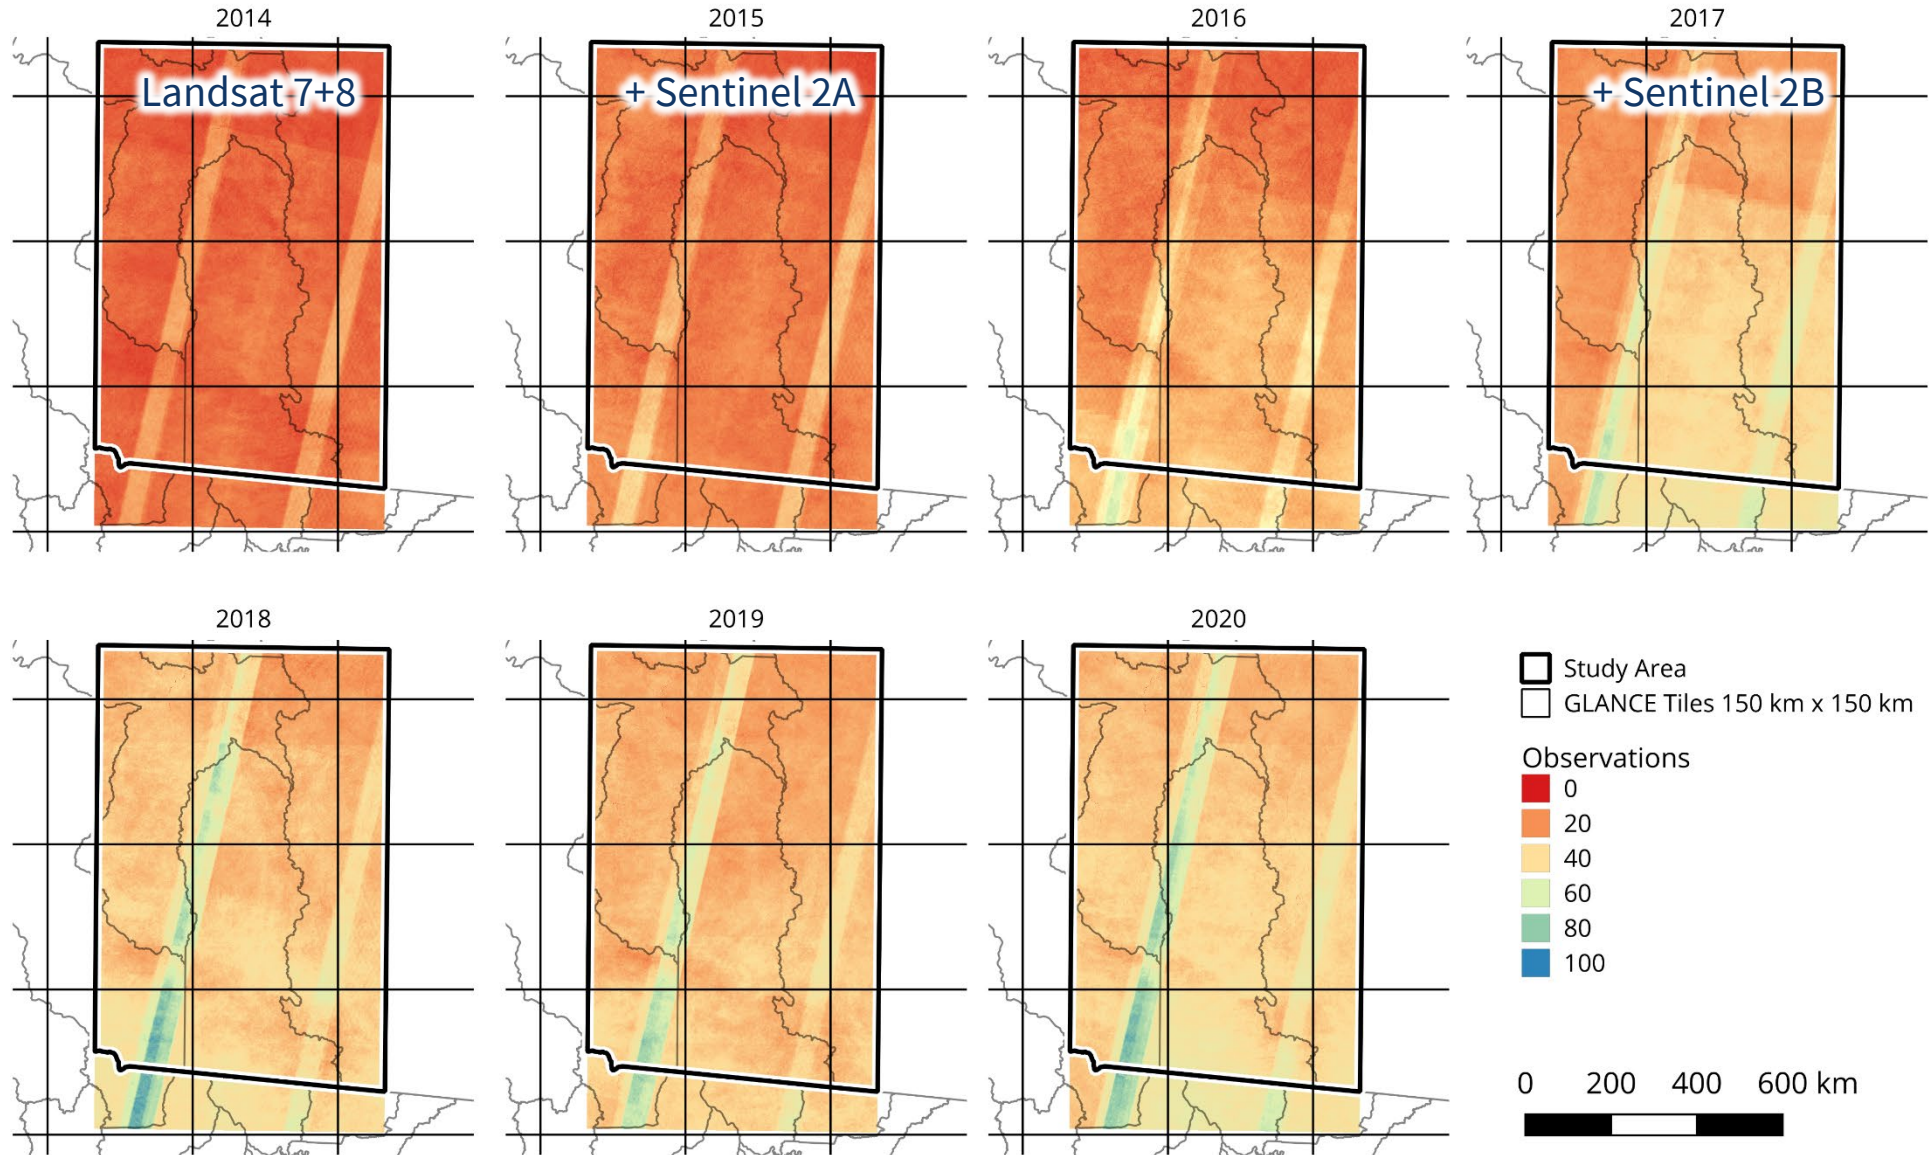 2014
2015
2016
2017
Landsat 7+8
+ Sentinel 2A
+ Sentinel 2B
2018
2019
2020
Study Area
GLANCE Tiles 150 km x 150 km
Observations
0
20
40
60
80
100
0 200 400 600 km